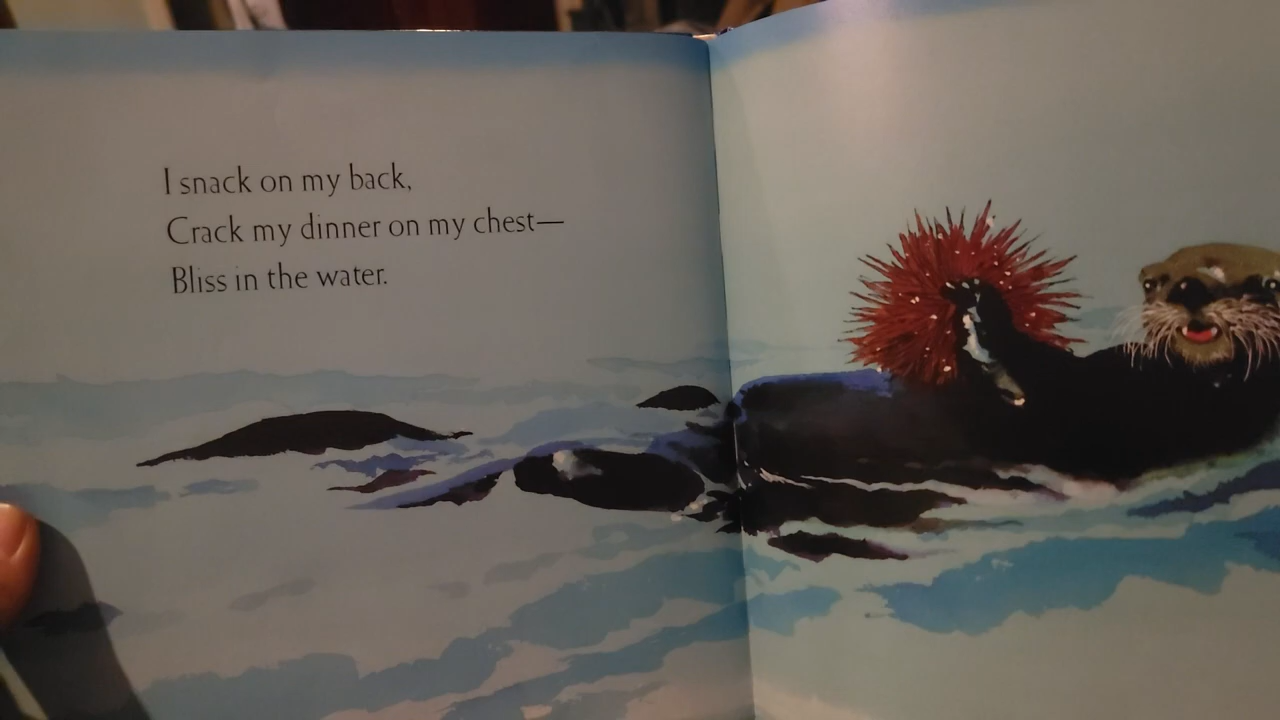 I snack on my back,
Crack my dinner on my chest—
Bliss in the water.